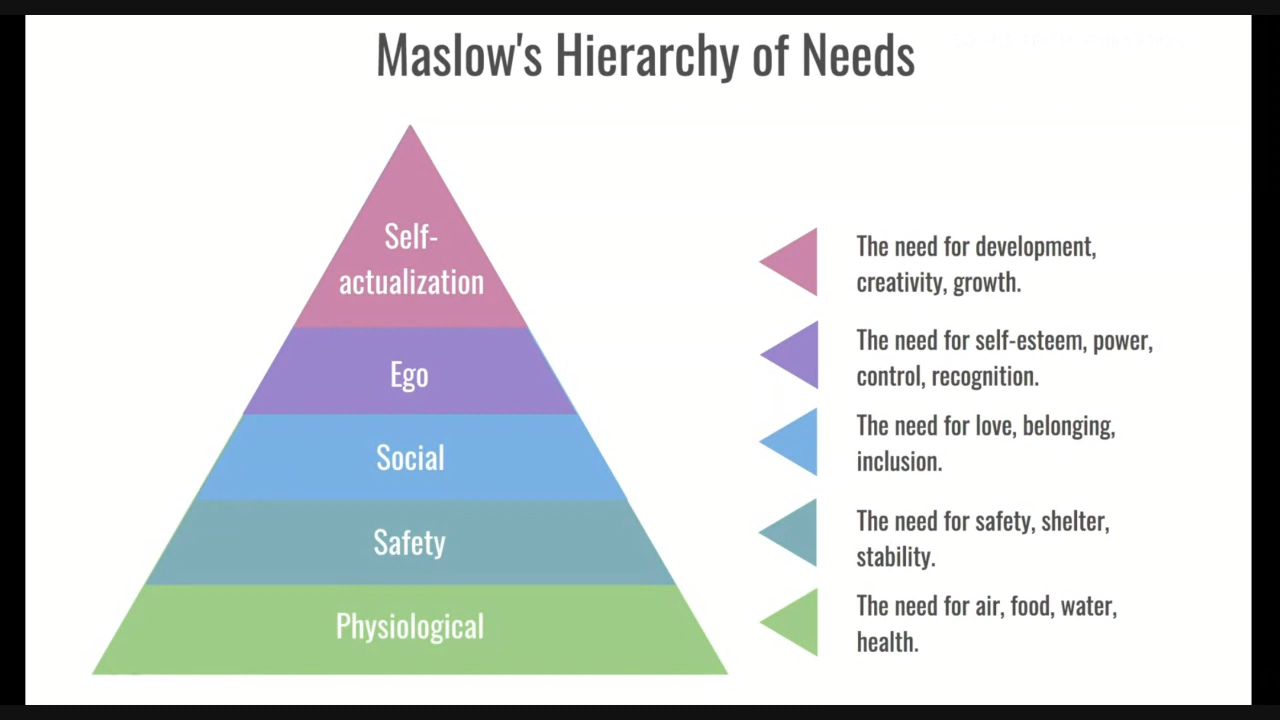 Maslow's Hierarchy of Needs
Self-
actualization
The need for development,
creativity, growth.
Ego
The need for self-esteem, power,
control, recognition.
Social
The need for love, belonging,
inclusion.
Safety
The need for safety, shelter,
stability.
Physiological
The need for air, food, water,
health.